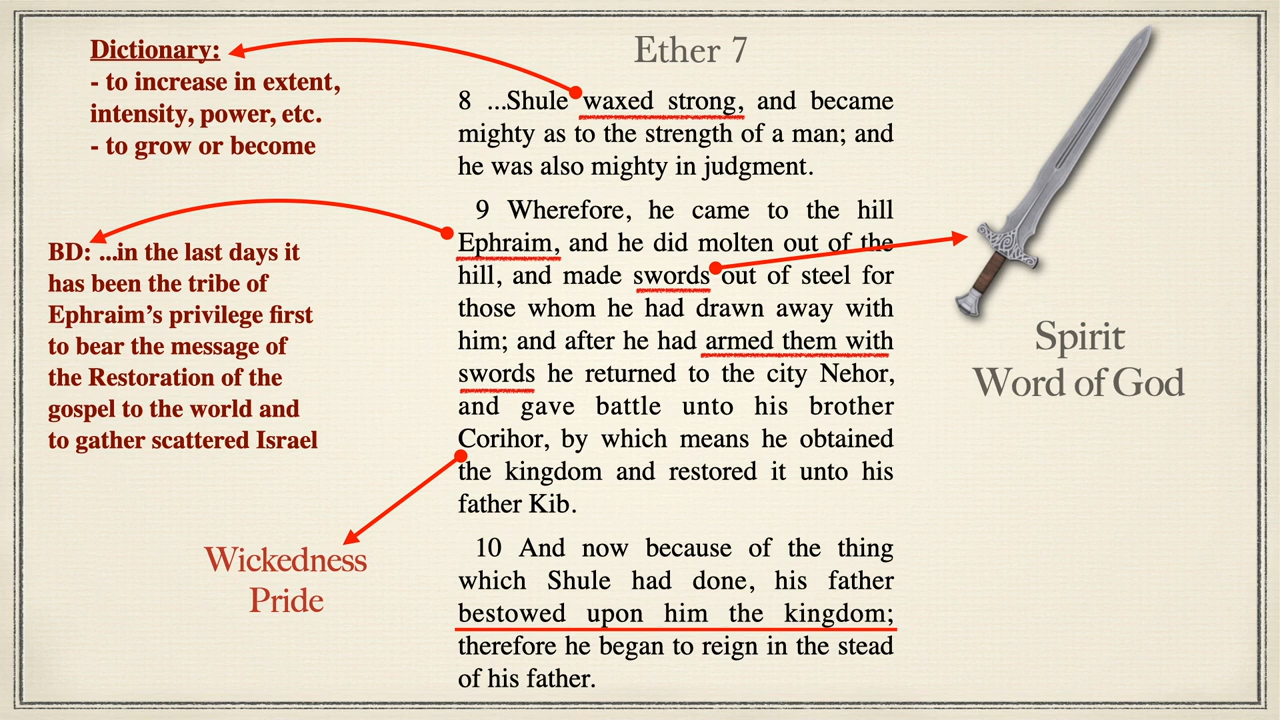 Dictionary:
- to increase in extent,
intensity, power, etc.
- to grow or become
BD: ...in the last days it
has been the tribe of
Ephraim’s privilege first
to bear the message of
the Restoration of the
gospel to the world and
to gather scattered Israel
Wickedness
Pride
Ether 7
8 ...Shule waxed strong, and became
mighty as to the strength of a man; and
he was also mighty in judgment.
9 Wherefore, he came to the hill
Ephraim, and he did molten out of the
hill, and made swords out of steel for
those whom he had drawn away with
him; and after he had armed them with
swords he returned to the city Nehor,
and gave battle unto his brother
Corihor, by which means he obtained
the kingdom and restored it unto his
father Kib.
10 And now because of the thing
which Shule had done, his father
bestowed upon him the kingdom;
therefore he began to reign in the stead
of his father.
Spirit
Word of God